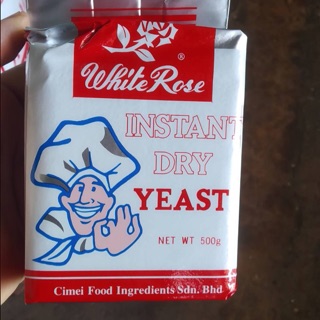 ®
White Rose
INSTANT
DRY
YEAST
NET WT 500g
Cimei Food Ingredients Sdn. Bhd